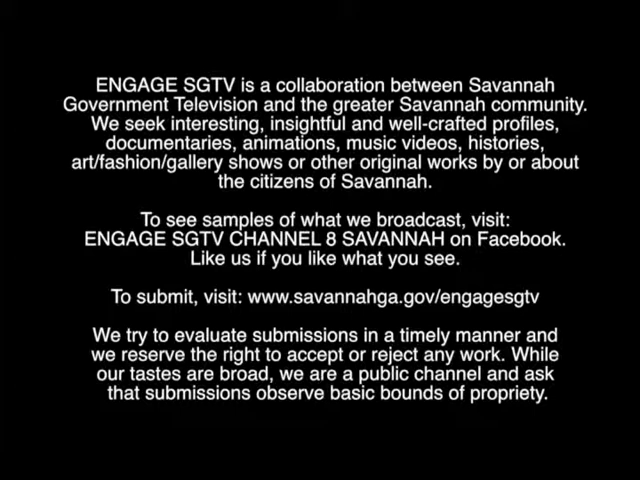 ENGAGE SGTV is a collaboration between Savannah
Government Television and the greater Savannah community.
We seek interesting, insightful and well-crafted profiles,
documentaries, animations, music videos, histories,
art/fashion/gallery shows or other original works by or about
the citizens of Savannah.
To see samples of what we broadcast, visit:
ENGAGE SGTV CHANNEL 8 SAVANNAH on Facebook.
Like us if you like what you see.
To submit, visit: www.savannahga.gov/engagesgtv
We try to evaluate submissions in a timely manner and
we reserve the right to accept or reject any work. While
our tastes are broad, we are a public channel and ask
that submissions observe basic bounds of propriety.